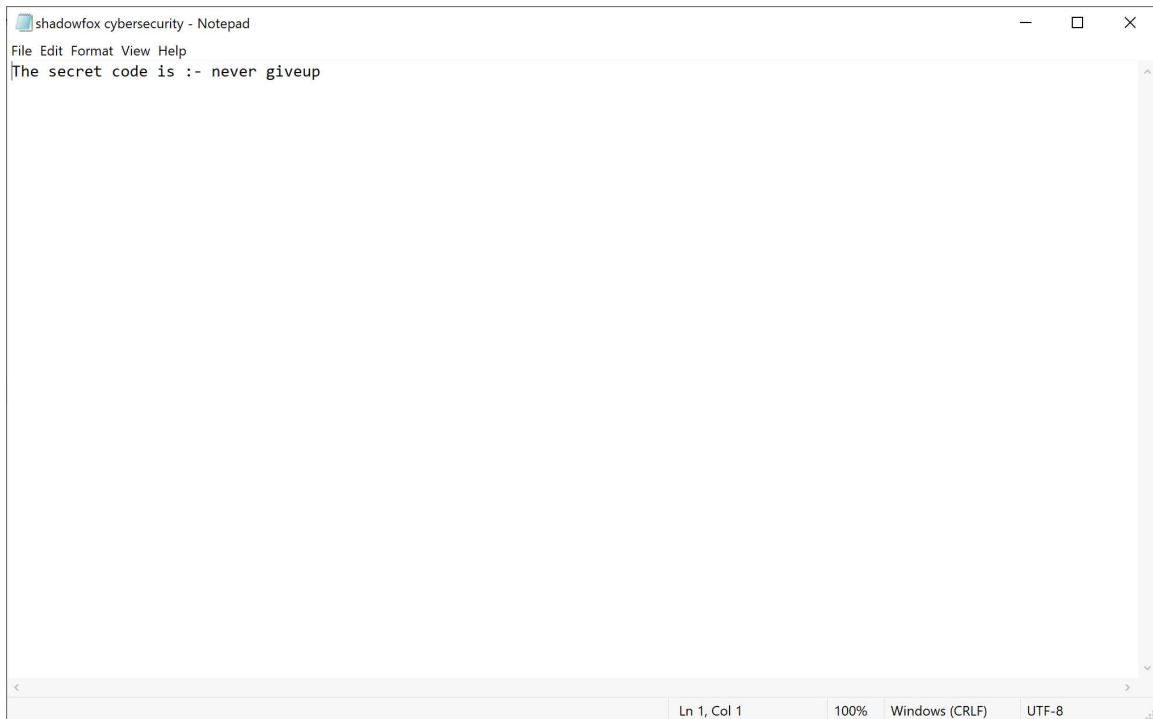 shadowfox cybersecurity - Notepad
File Edit Format View Help
The secret code is :- never giveup
Ln 1, Col 1 100% Windows (CRLF) UTF-8